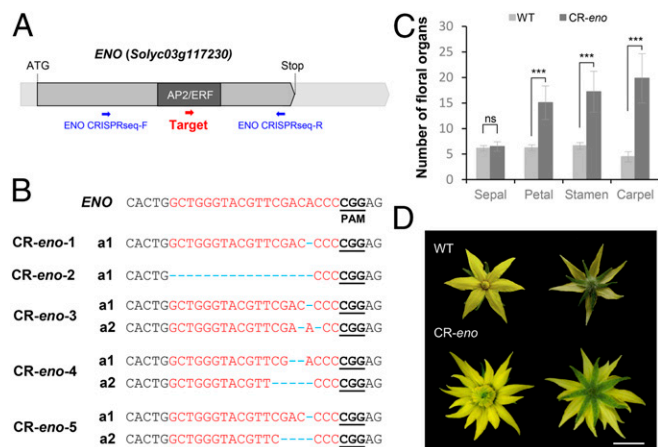 A
ENO (Solyc03g117230)
ATG
Stop
AP2/ERF
ENO CRISPRseq-F
Target
ENO CRISPRseq-R
B
ENO CACTGGCTGGGTACGTTCGACACCCCGGAG
PAM
CR-eno-1 a1 CACTGGCTGGGTACGTTCGAC-CCCCGGAG
CR-eno-2 CACTG------------------CCCCGGAG
CR-eno-3 a1 CACTGGCTGGGTACGTTCGAC-CCCCGGAG
a2 CACTGGCTGGGTACGTTCGA-A-CCCCGGAG
CR-eno-4 a1 CACTGGCTGGGTACGTTCG--ACCCCGGAG
a2 CACTGGCTGGGTACGTT-----CCCCGGAG
CR-eno-5 a1 CACTGGCTGGGTACGTTCGAC-CCCCGGAG
a2 CACTGGCTGGGTACGTTC----CCCCGGAG
C
WT CR-eno
Number of floral organs
30
25
20
15
10
5
0
ns
***
***
***
Sepal Petal Stamen Carpel
D
WT
CR-eno